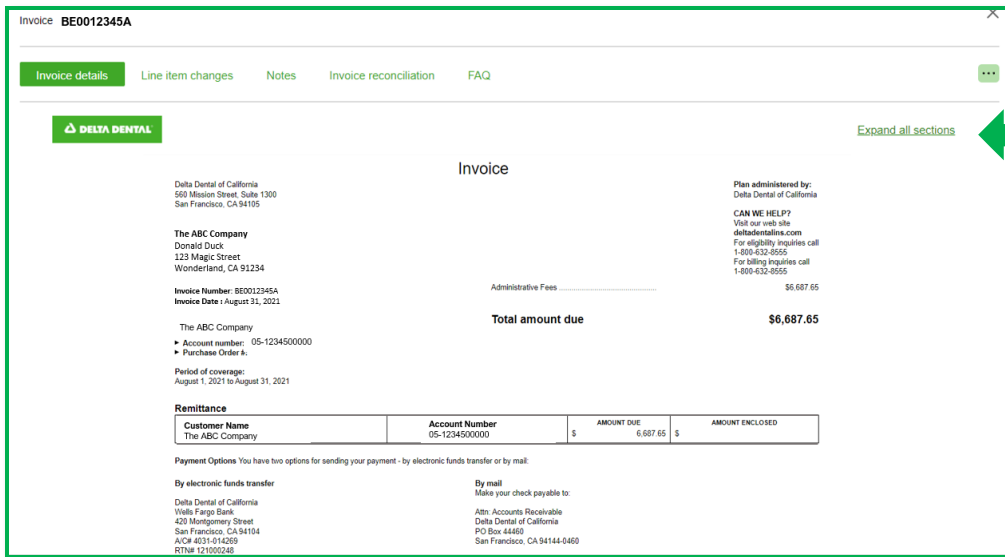 Invoice BE0012345A
Invoice details Line item changes Notes Invoice reconciliation FAQ ...
DELTA DENTAL
Expand all sections
Invoice
Delta Dental of California
560 Mission Street, Suite 1300
San Francisco, CA 94105
Plan administered by:
Delta Dental of California
CAN WE HELP?
Visit our web site
deltadentalins.com
For eligibility inquiries call
1-800-632-8555
For billing inquiries call
1-800-632-8555
The ABC Company
Donald Duck
123 Magic Street
Wonderland, CA 91234
Invoice Number: BE0012345A
Invoice Date : August 31, 2021
Administrative Fees ................................................ $6,687.65
Total amount due $6,687.65
The ABC Company
▸ Account number: 05-1234500000
▸ Purchase Order #:
Period of coverage:
August 1, 2021 to August 31, 2021
Remittance
Customer Name Account Number AMOUNT DUE AMOUNT ENCLOSED
The ABC Company 05-1234500000 $ 6,687.65 $
Payment Options You have two options for sending your payment - by electronic funds transfer or by mail:
By electronic funds transfer
Delta Dental of California
Wells Fargo Bank
420 Montgomery Street
San Francisco, CA 94104
A/C# 4031-014269
RTN# 121000248
By mail
Make your check payable to:
Attn: Accounts Receivable
Delta Dental of California
PO Box 44460
San Francisco, CA 94144-0460